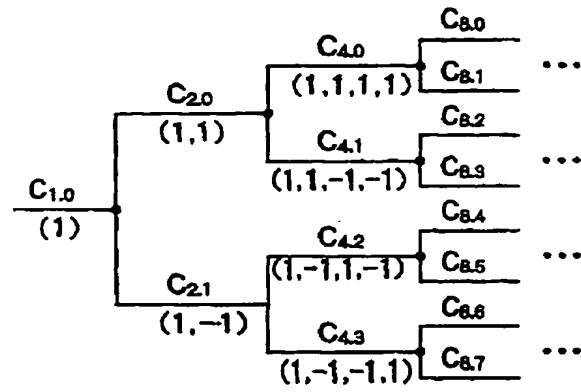 C8.0
C4.0
(1,1,1,1)
C8.1
...
C2.0
(1,1)
C8.2
C4.1
(1,1,-1,-1)
C8.3
...
C1.0
(1)
C8.4
C4.2
(1,-1,1,-1)
C8.5
...
C2.1
(1,-1)
C8.6
C4.3
(1,-1,-1,1)
C8.7
...